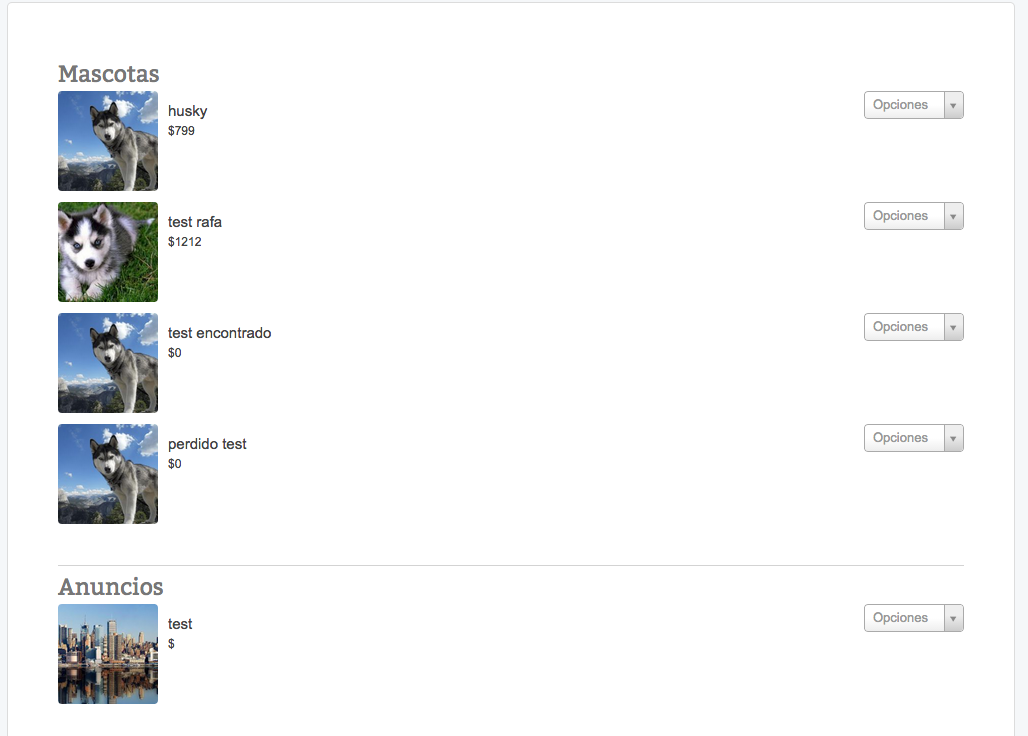 Mascotas
husky
$799
Opciones
test rafa
$1212
Opciones
test encontrado
$0
Opciones
perdido test
$0
Opciones
Anuncios
test
$
Opciones